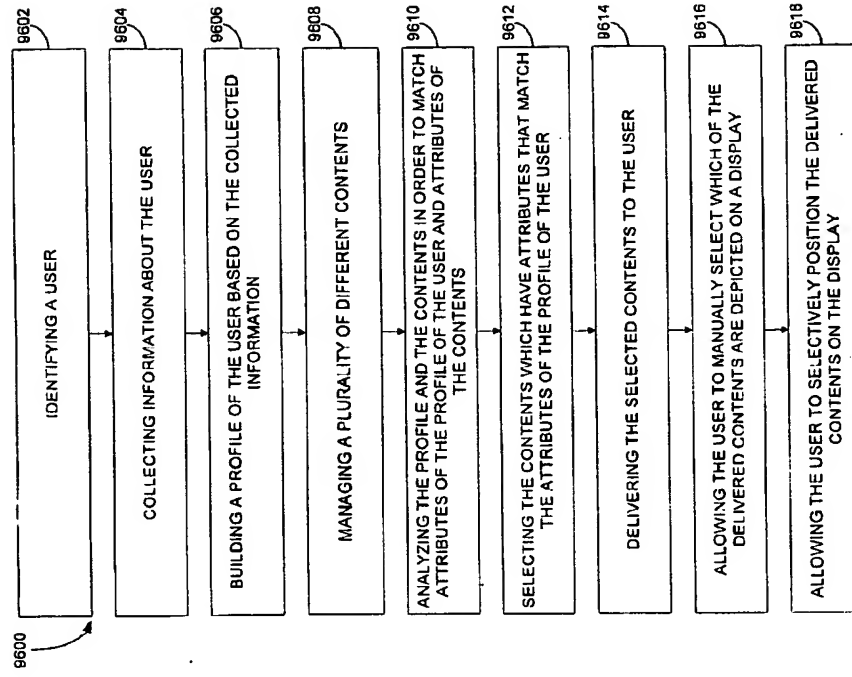 9600
9602
IDENTIFYING A USER
9604
COLLECTING INFORMATION ABOUT THE USER
9606
BUILDING A PROFILE OF THE USER BASED ON THE COLLECTED
INFORMATION
9608
MANAGING A PLURALITY OF DIFFERENT CONTENTS
9610
ANALYZING THE PROFILE AND THE CONTENTS IN ORDER TO MATCH
ATTRIBUTES OF THE PROFILE OF THE USER AND ATTRIBUTES OF
THE CONTENTS
9612
SELECTING THE CONTENTS WHICH HAVE ATTRIBUTES THAT MATCH
THE ATTRIBUTES OF THE PROFILE OF THE USER
9614
DELIVERING THE SELECTED CONTENTS TO THE USER
9616
ALLOWING THE USER TO MANUALLY SELECT WHICH OF THE
DELIVERED CONTENTS ARE DEPICTED ON A DISPLAY
9618
ALLOWING THE USER TO SELECTIVELY POSITION THE DELIVERED
CONTENTS ON THE DISPLAY